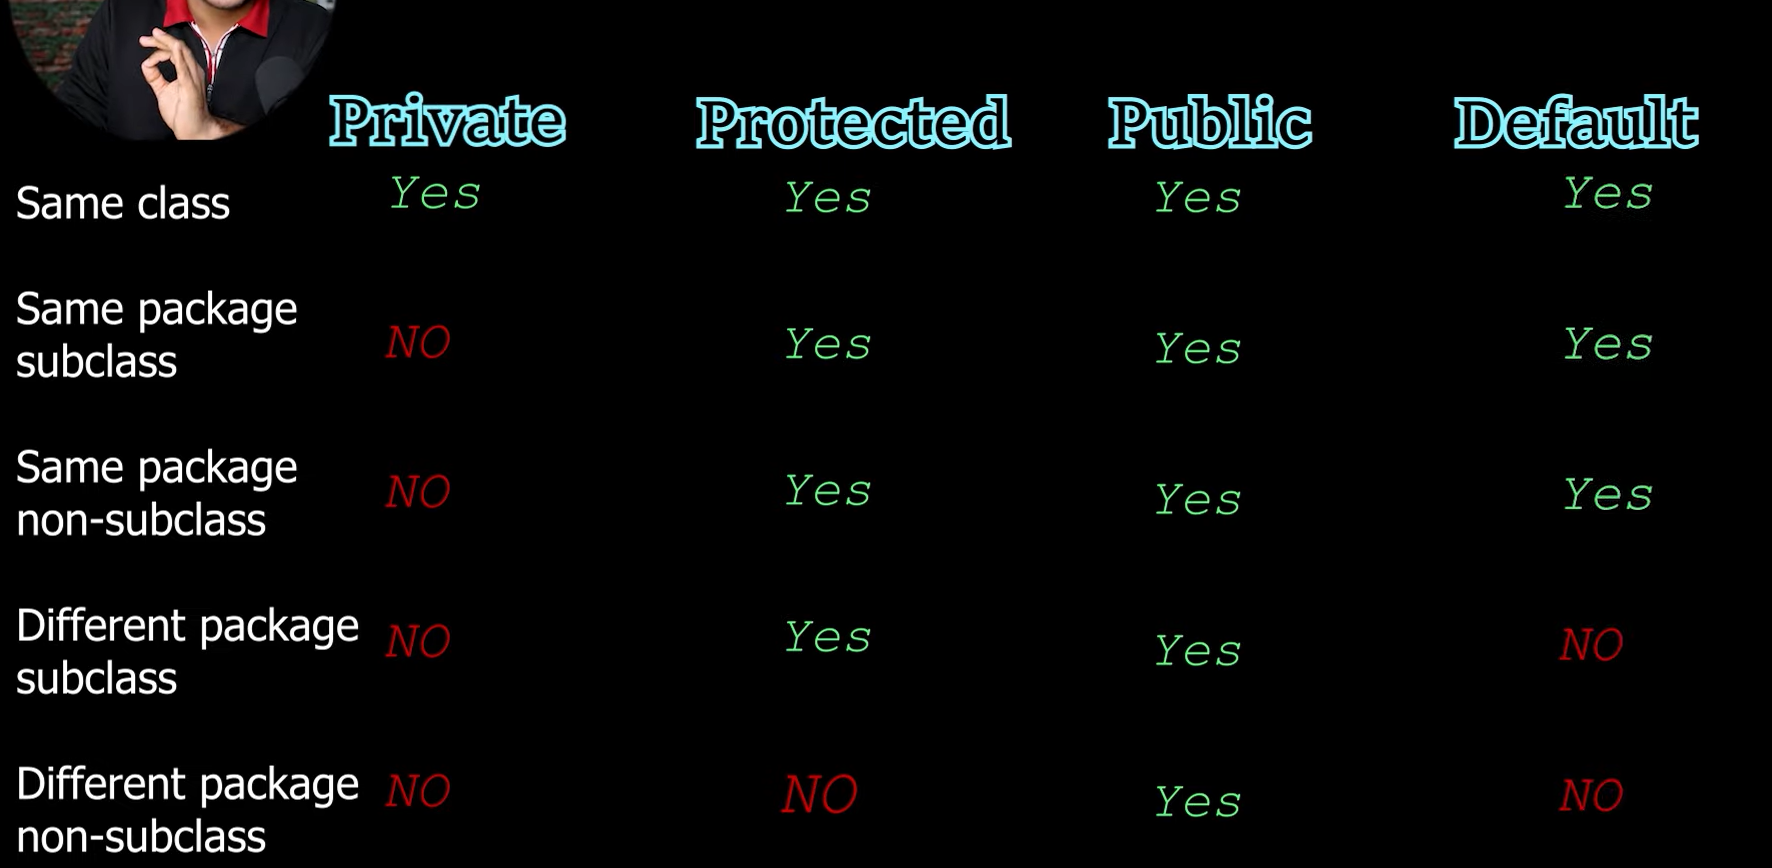 Private Protected Public Default
Same class Yes Yes Yes Yes
Same package
subclass NO Yes Yes Yes
Same package
non-subclass NO Yes Yes Yes
Different package
subclass NO Yes Yes NO
Different package
non-subclass NO NO Yes NO